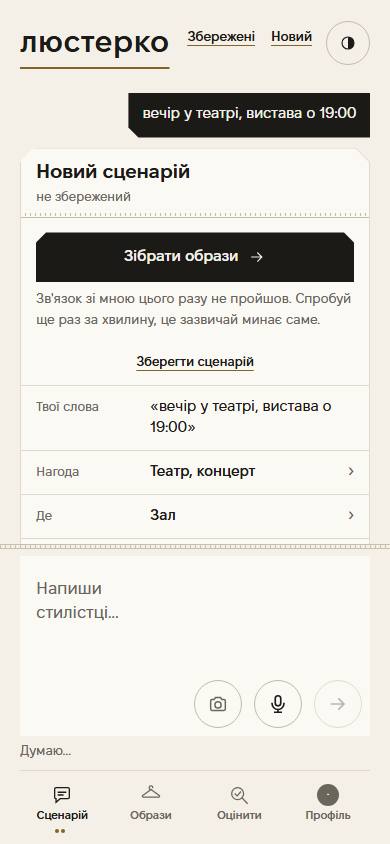 люстерко
Збережені
Новий
вечір у театрі, вистава о 19:00
Новий сценарій
не збережений
Зібрати образи →
Зв'язок зі мною цього разу не пройшов. Спробуй
ще раз за хвилину, це зазвичай минає саме.
Зберегти сценарій
Твої слова
«вечір у театрі, вистава о
19:00»
Нагода
Театр, концерт
Де
Зал
Напиши
стилістці...
Думаю...
Сценарій
Образи
Оцінити
Профіль